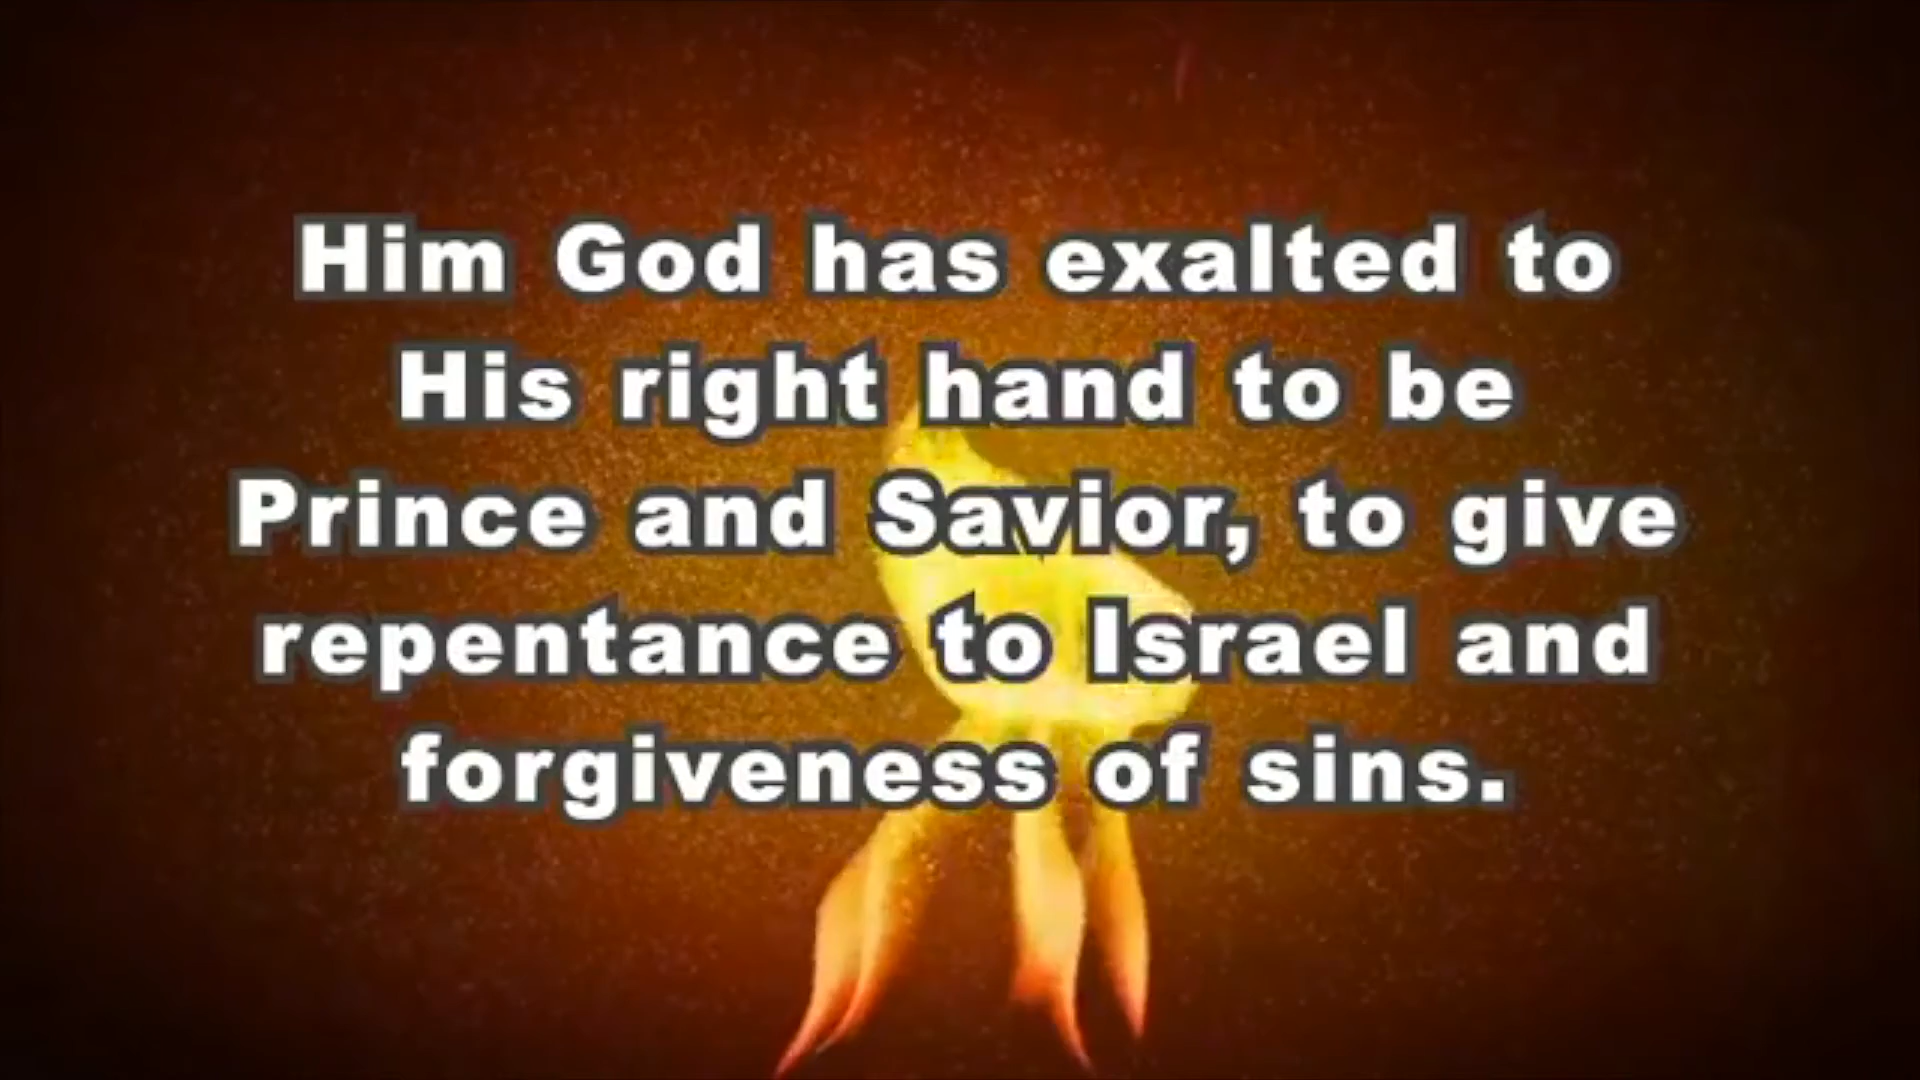 Him God has exalted to
His right hand to be
Prince and Savior, to give
repentance to Israel and
forgiveness of sins.